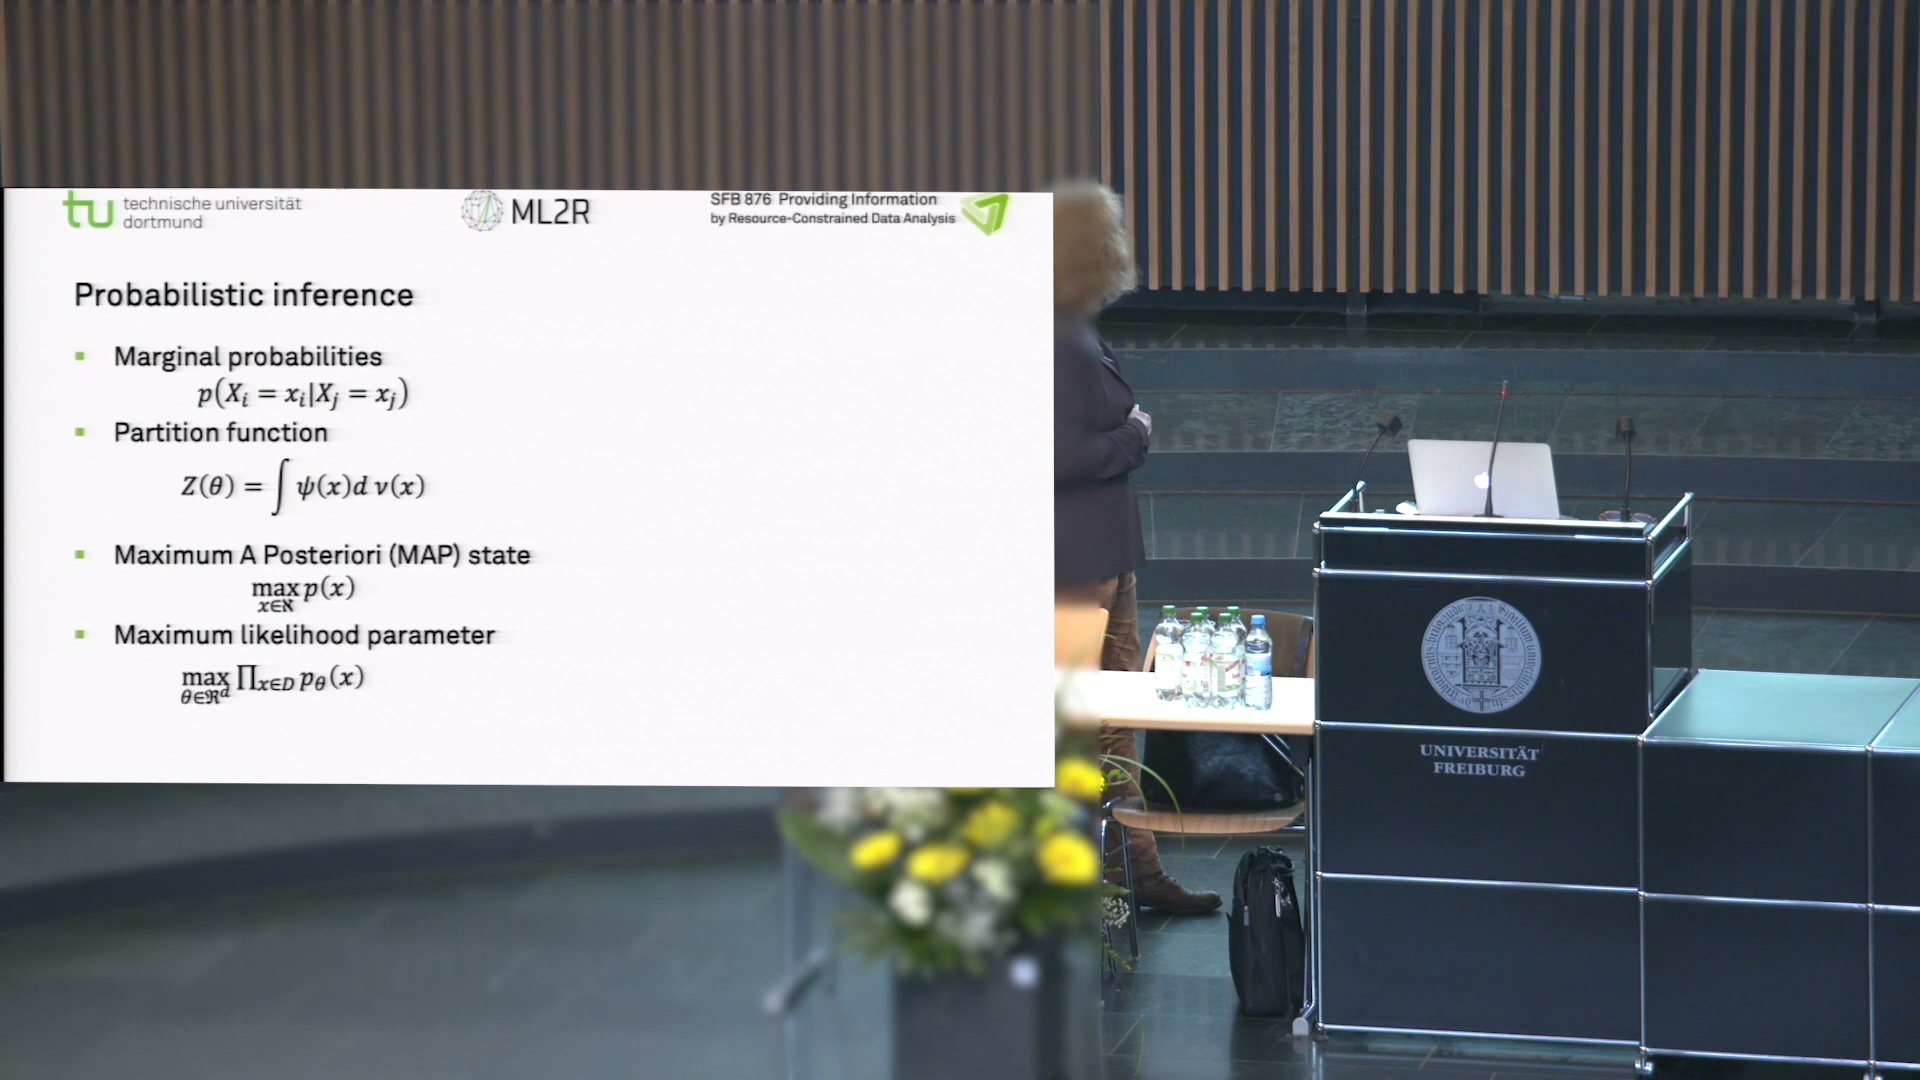 tu technische universität
dortmund
ML2R
SFB 876 Providing Information
by Resource-Constrained Data Analysis
Probabilistic inference
▪ Marginal probabilities
p(X_i = x_i|X_j = x_j)
▪ Partition function
Z(θ) = ∫ ψ(x)d ν(x)
▪ Maximum A Posteriori (MAP) state
max p(x)
x∈ℵ
▪ Maximum likelihood parameter
max ∏_{x∈D} p_θ(x)
θ∈ℜ^d
UNIVERSITÄT
FREIBURG